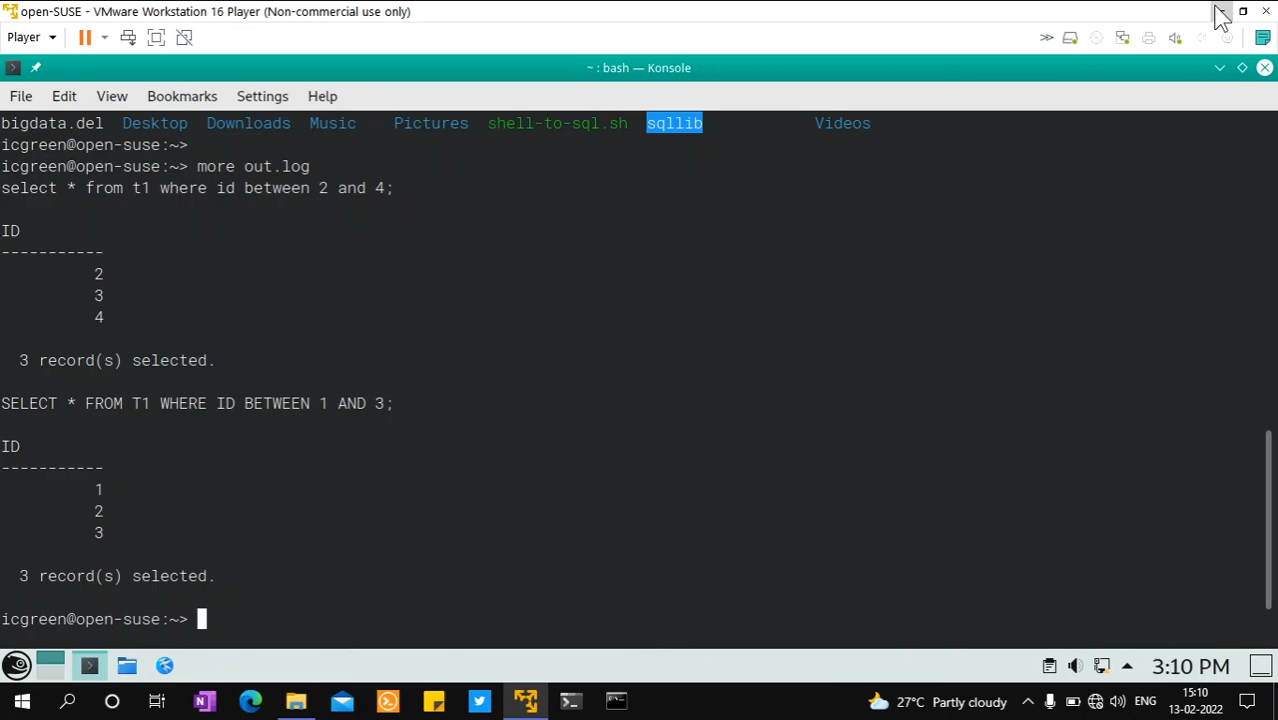 open-SUSE - VMware Workstation 16 Player (Non-commercial use only)
Player
~ : bash — Konsole
File Edit View Bookmarks Settings Help
bigdata.del Desktop Downloads Music Pictures shell-to-sql.sh sqllib Videos
icgreen@open-suse:~>
icgreen@open-suse:~> more out.log
select * from t1 where id between 2 and 4;
ID
-----------
2
3
4
3 record(s) selected.
SELECT * FROM T1 WHERE ID BETWEEN 1 AND 3;
ID
-----------
1
2
3
3 record(s) selected.
icgreen@open-suse:~>
3:10 PM
27°C Partly cloudy
ENG
15:10
13-02-2022